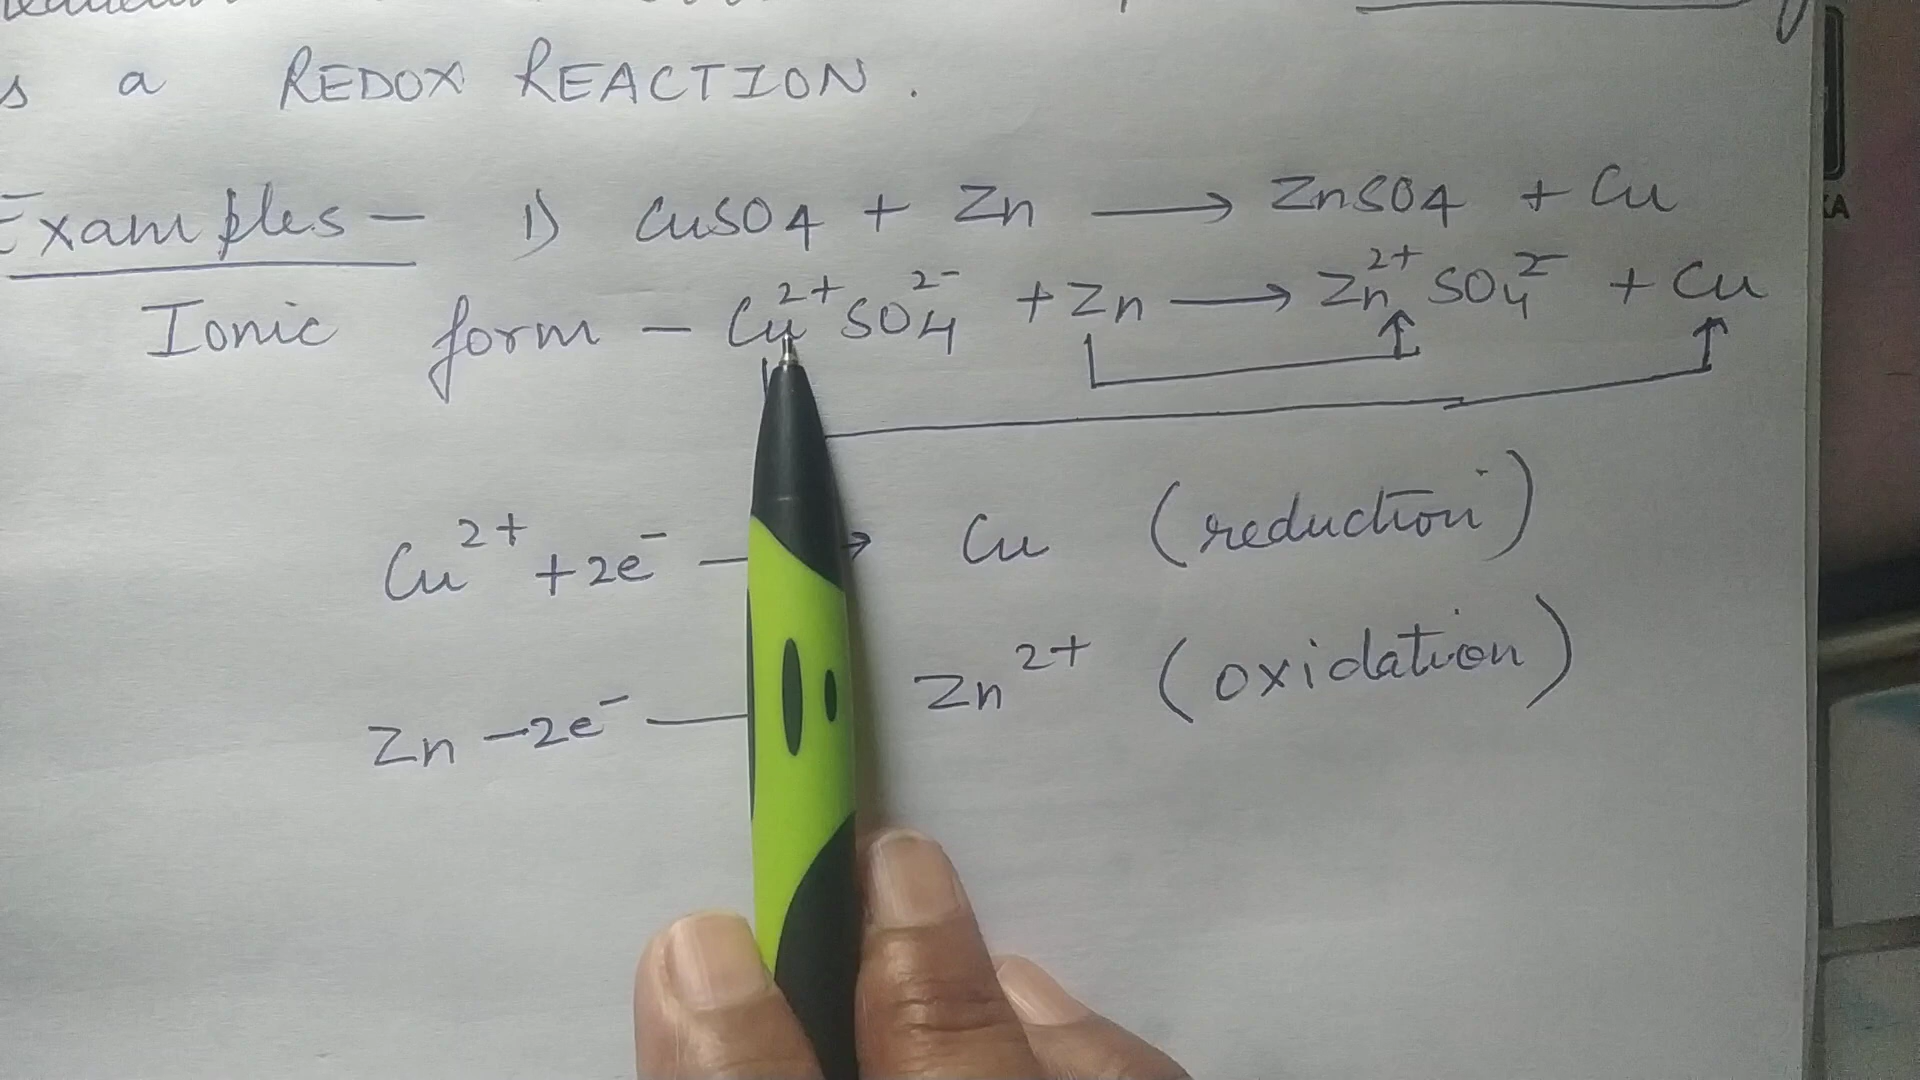 s a REDOX REACTION.
Examples - 1) CuSO4 + Zn ⟶ ZnSO4 + Cu
Ionic form - Cu²⁺SO₄²⁻ + Zn ⟶ Zn²⁺SO₄²⁻ + Cu
Cu²⁺ + 2e⁻ → Cu (reduction)
Zn - 2e⁻ — Zn²⁺ (oxidation)